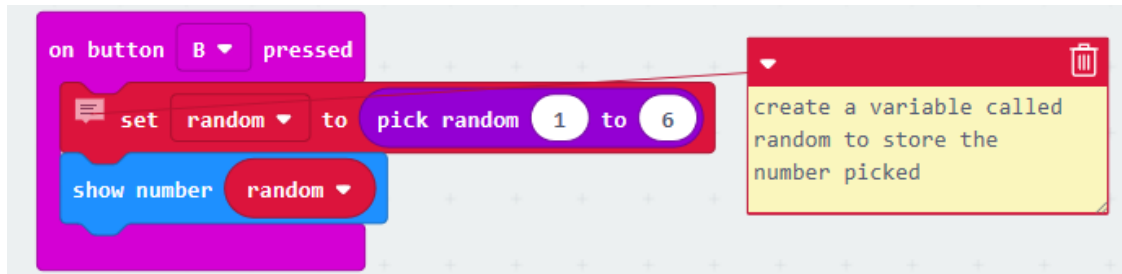 on button B pressed
set random to pick random 1 to 6
show number random
create a variable called
random to store the
number picked